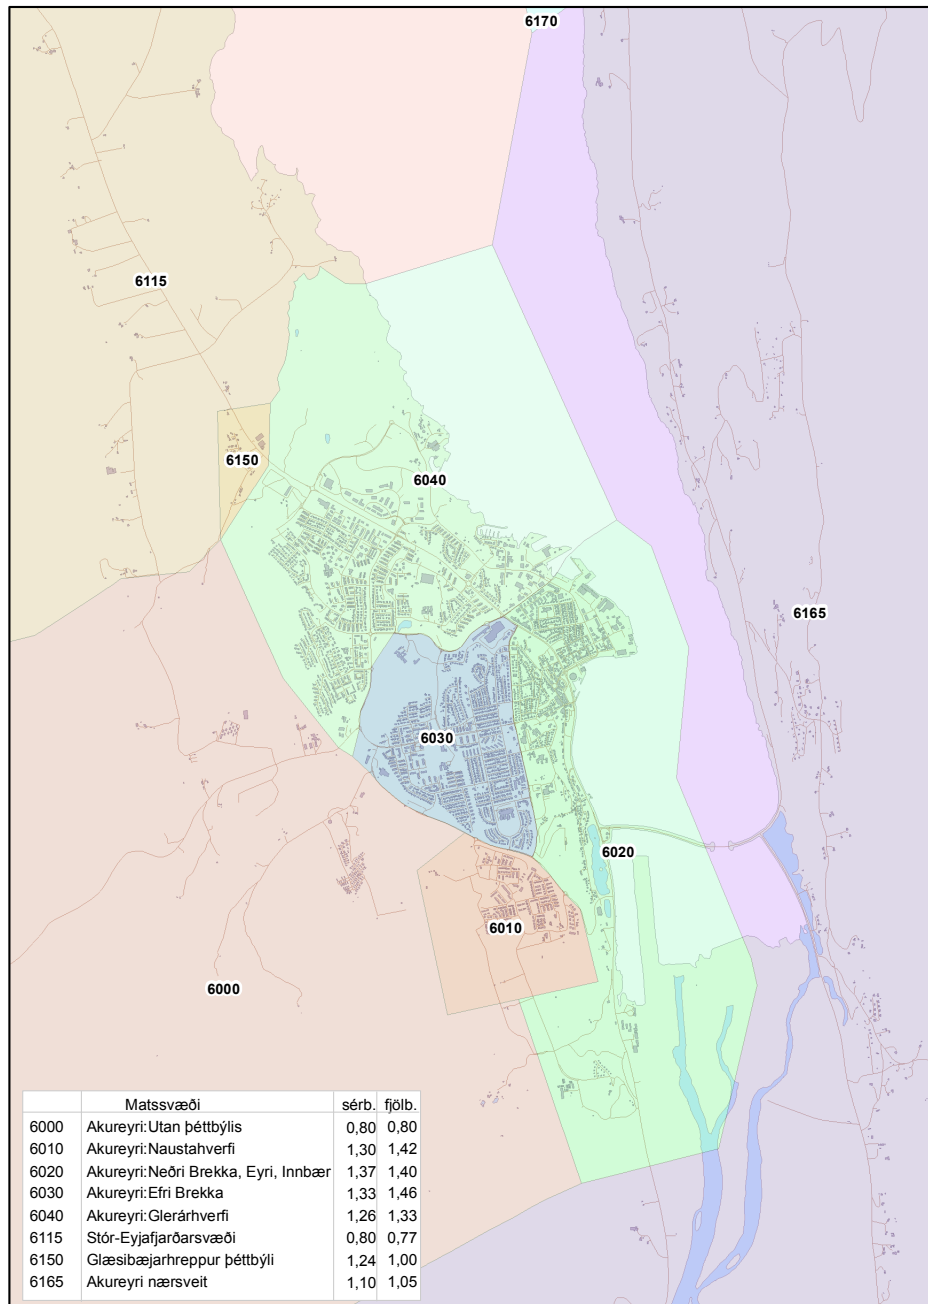 6170
6115
6150
6040
6165
6030
6020
6010
6000
Matssvæði sérb. fjölb.
6000 Akureyri:Utan þéttbýlis 0,80 0,80
6010 Akureyri:Naustahverfi 1,30 1,42
6020 Akureyri:Neðri Brekka, Eyri, Innbær 1,37 1,40
6030 Akureyri:Efri Brekka 1,33 1,46
6040 Akureyri:Glerárhverfi 1,26 1,33
6115 Stór-Eyjafjarðarsvæði 0,80 0,77
6150 Glæsibæjarhreppur þéttbýli 1,24 1,00
6165 Akureyri nærsveit 1,10 1,05